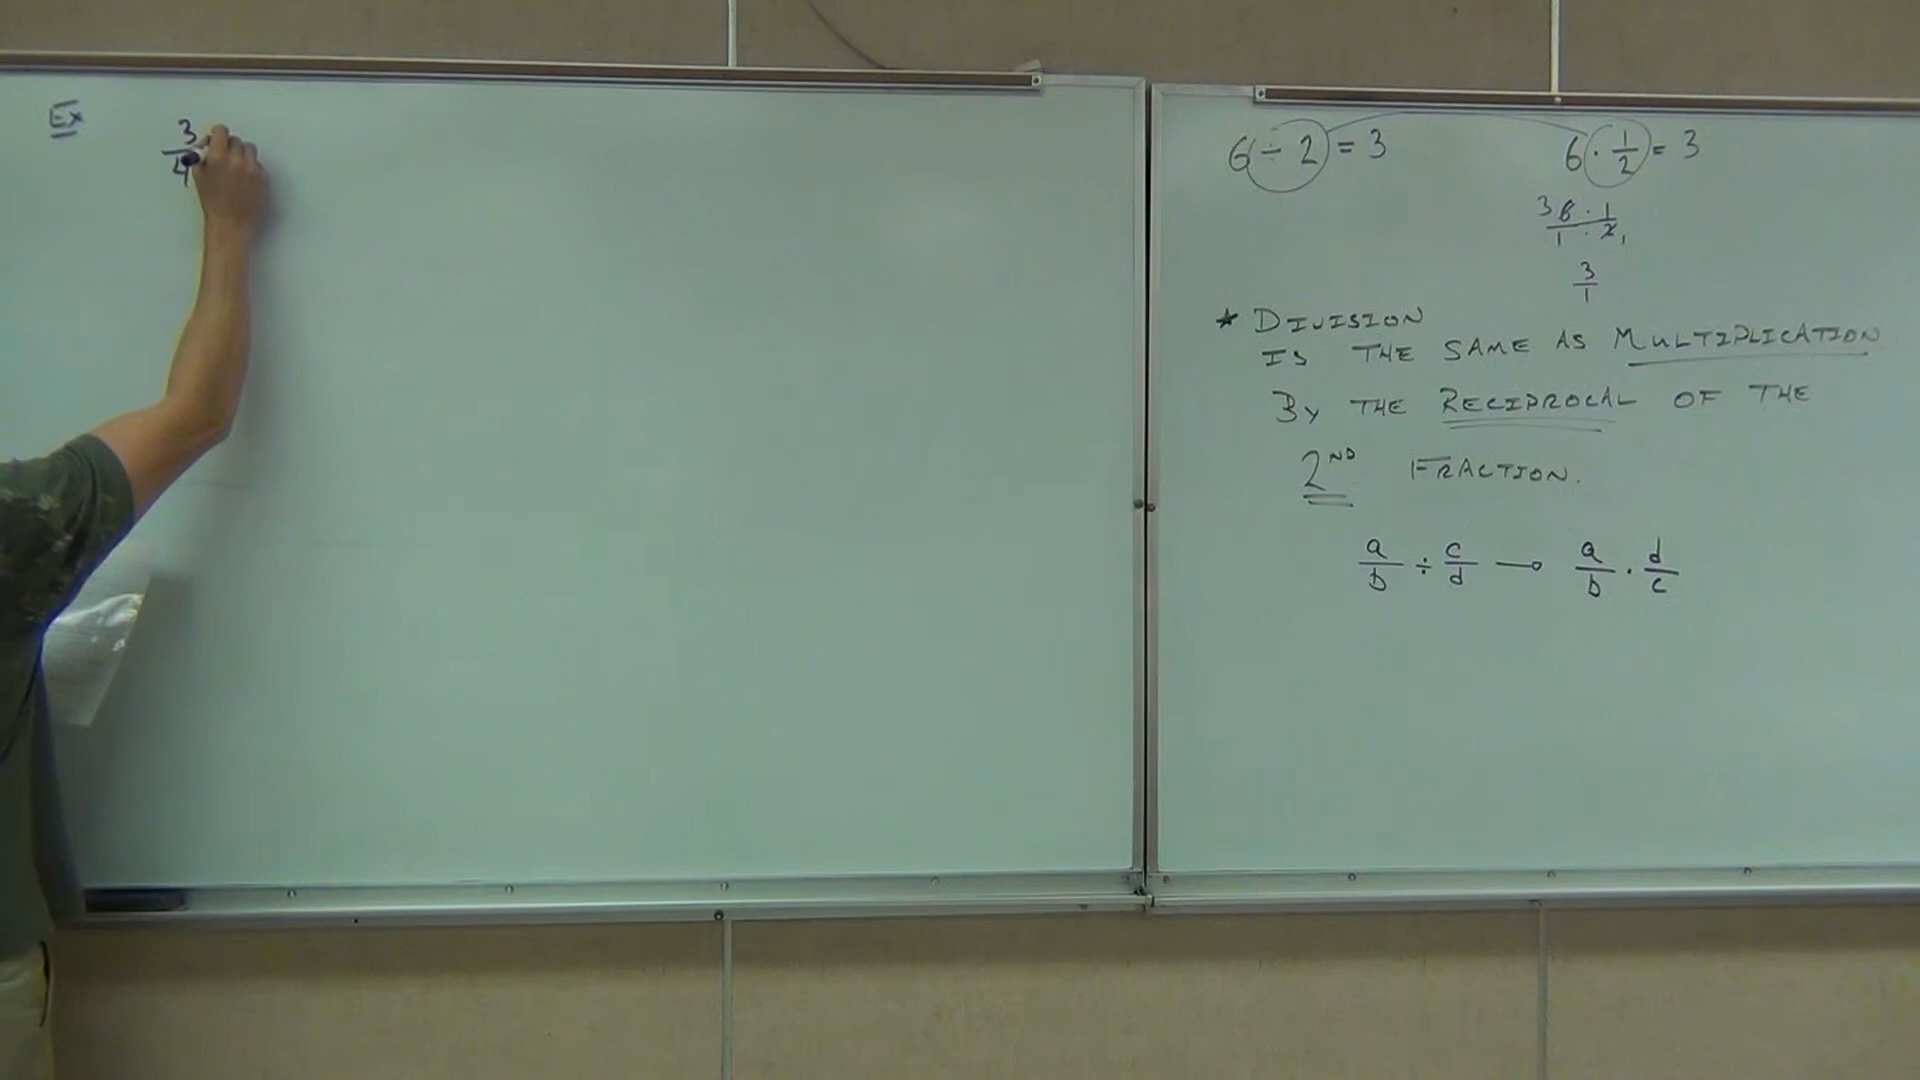 Ex 3/4
6 ÷ 2 = 3
6 · 1/2 = 3
3 6 · 1 / 1 · 2 1
3/1
* DIVISION
IS THE SAME AS MULTIPLICATION
BY THE RECIPROCAL OF THE
2ND FRACTION.
a/b ÷ c/d → a/b · d/c